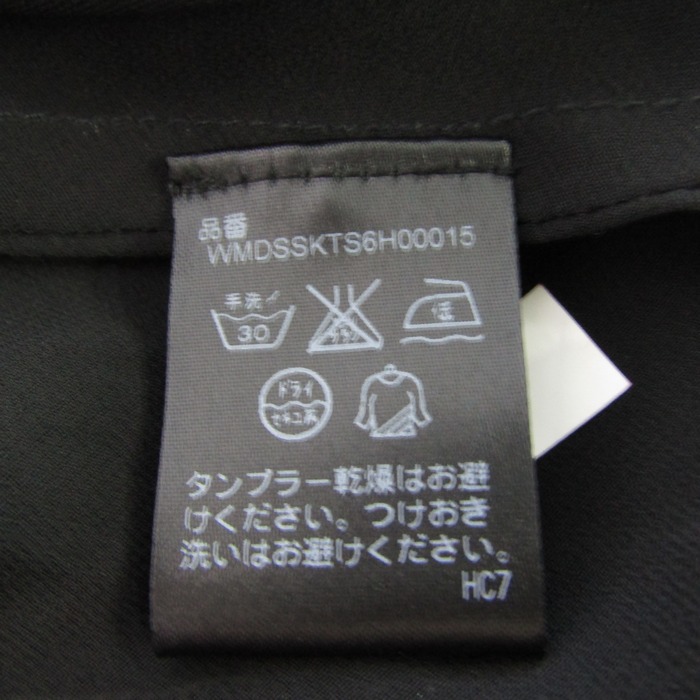 品番
WMDSSKTS6H00015
手洗イ
30
低
ドライ
セキユ系
タンブラー乾燥はお避
けください。つけおき
洗いはお避けください。
HC7